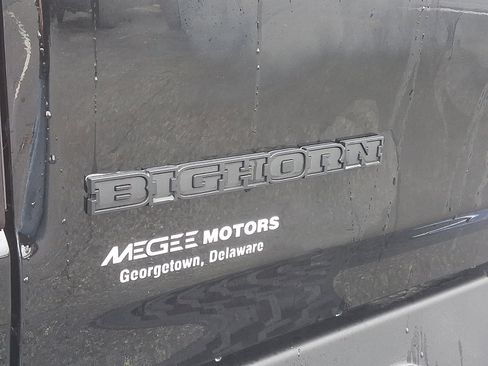 BIGHORN
MEGEE MOTORS
Georgetown, Delaware